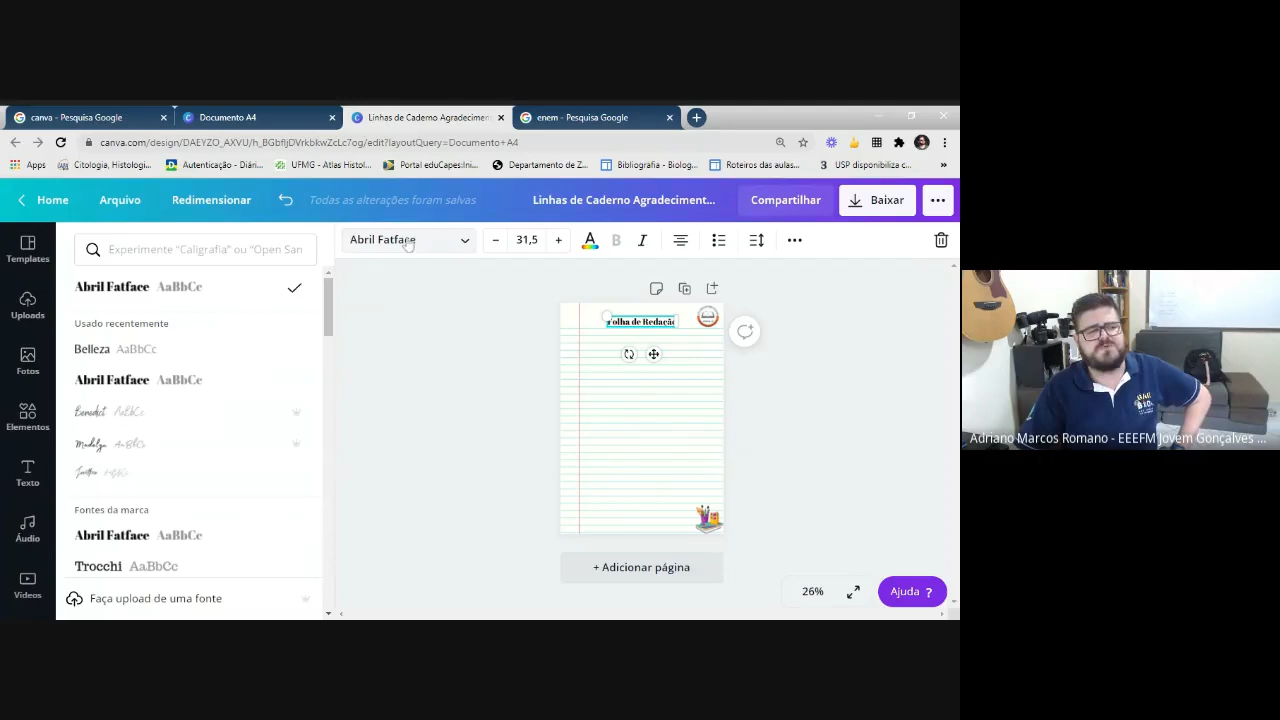 canva - Pesquisa Google
Documento A4
Linhas de Caderno Agradecimen
enem - Pesquisa Google
canva.com/design/DAEYZO_AXVU/h_BGbfIjDVrkbkwZcLc7og/edit?layoutQuery=Documento+A4
Apps
Citologia, Histologi...
Autenticação - Diári...
UFMG - Atlas Histol...
Portal eduCapes:Ini...
Departamento de Z...
Bibliografia - Biolog...
Roteiros das aulas...
USP disponibiliza c...
Home
Arquivo
Redimensionar
Todas as alterações foram salvas
Linhas de Caderno Agradeciment...
Compartilhar
Baixar
Templates
Uploads
Fotos
Elementos
Texto
Áudio
Vídeos
Experimente "Caligrafia" ou "Open San
Abril Fatface AaBbCc
Usado recentemente
Belleza AaBbCc
Abril Fatface AaBbCc
Benedict AaBbCc
AaBbCc
AaBbCc
Fontes da marca
Abril Fatface AaBbCc
Trocchi AaBbCc
Faça upload de uma fonte
Abril Fatface
31,5
A
B
I
Folha de Redação
+ Adicionar página
26%
Ajuda ?
Adriano Marcos Romano - EEEFM Jovem Gonçalves ...